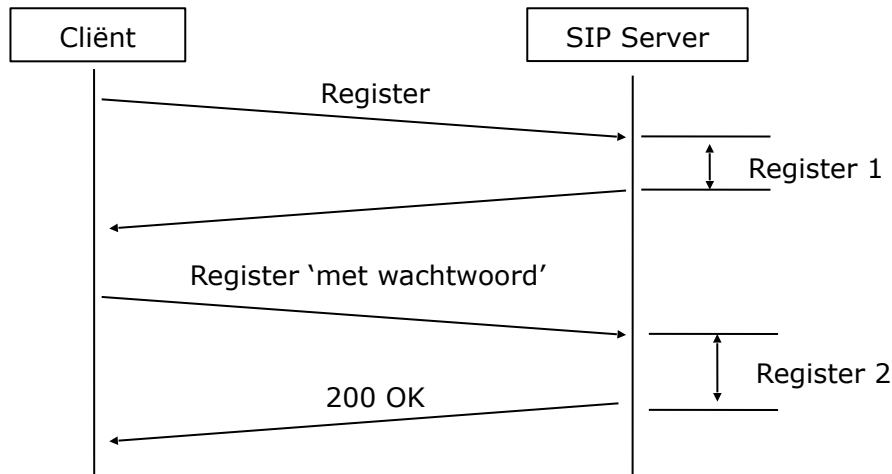 Cliënt
SIP Server
Register
Register 1
Register ‘met wachtwoord’
Register 2
200 OK